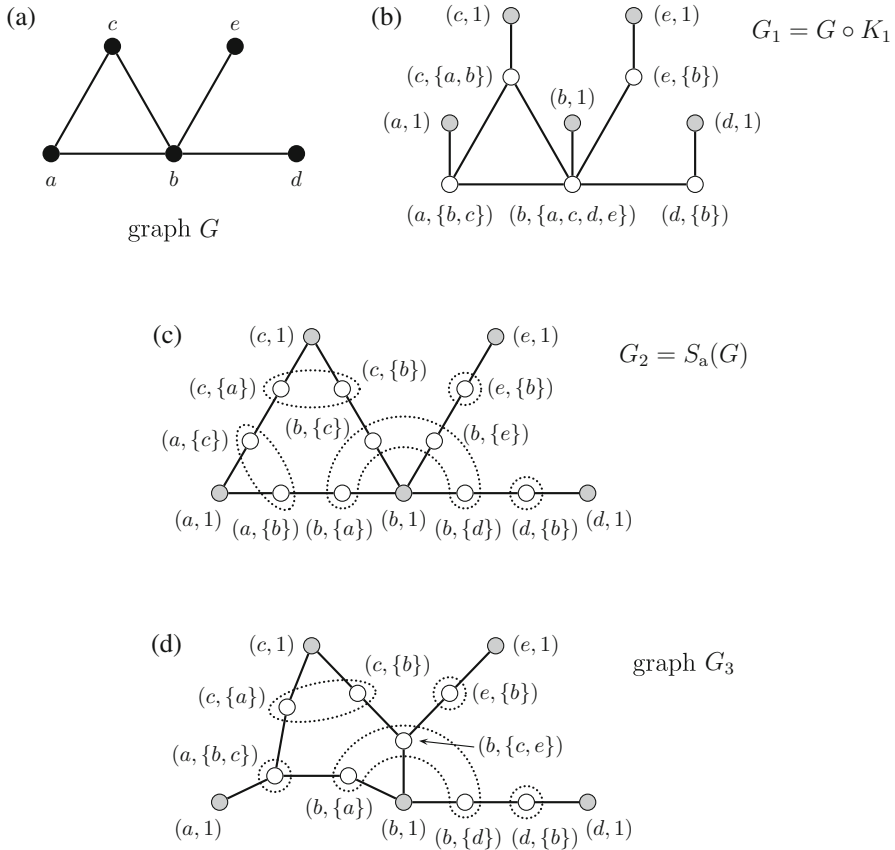 (a)
c
e
a
b
d
graph G
(b)
(c, 1)
(e, 1)
G₁ = G ∘ K₁
(c, {a, b})
(e, {b})
(b, 1)
(a, 1)
(d, 1)
(a, {b, c})
(b, {a, c, d, e})
(d, {b})
(c)
(c, 1)
(e, 1)
G₂ = Sₐ(G)
(c, {a})
(c, {b})
(e, {b})
(a, {c})
(b, {c})
(b, {e})
(a, 1)
(a, {b})
(b, {a})
(b, 1)
(b, {d})
(d, {b})
(d, 1)
(d)
(c, 1)
(e, 1)
graph G₃
(c, {b})
(c, {a})
(e, {b})
(a, {b, c})
(b, {c, e})
(a, 1)
(b, {a})
(b, 1)
(b, {d})
(d, {b})
(d, 1)